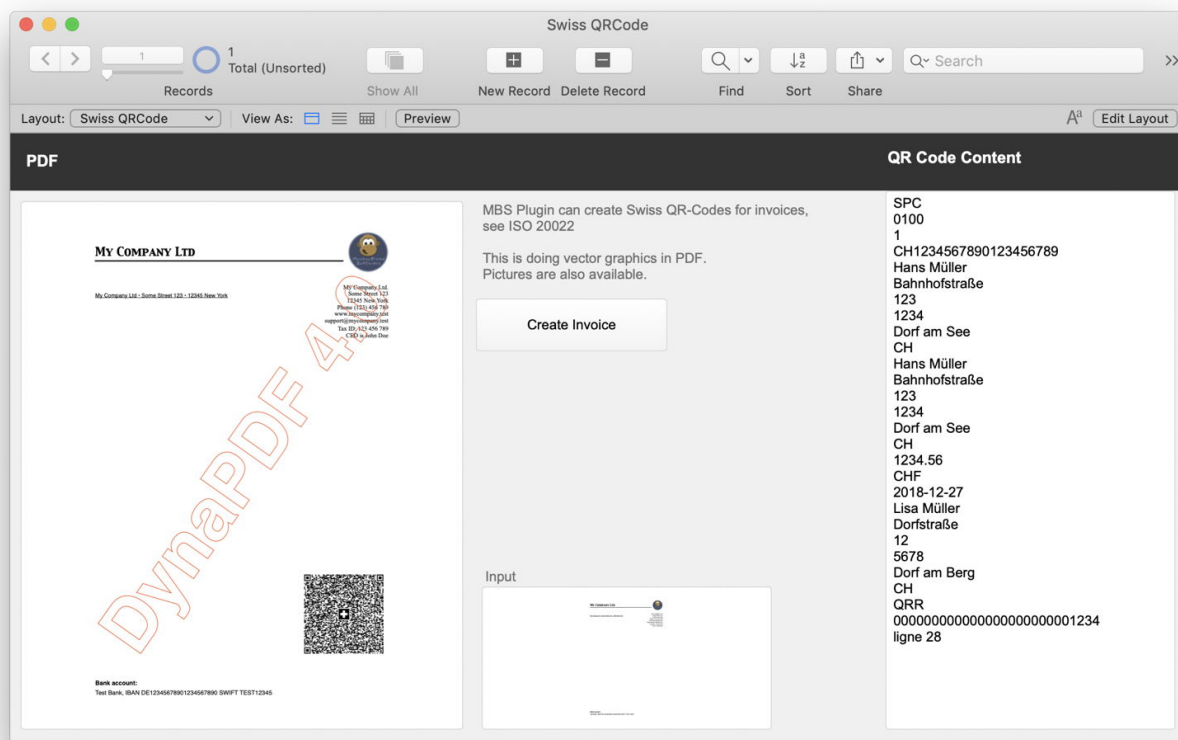 Swiss QRCode
1
1
Total (Unsorted)
Records
Show All
New Record
Delete Record
Find
Sort
Share
Search
Layout:
Swiss QRCode
View As:
Preview
Edit Layout
PDF
QR Code Content
MY COMPANY LTD
My Company Ltd • Some Street 123 • 12345 New York
My Company Ltd.
Some Street 123
12345 New York
Phone (123) 456 789
www.mycompany.test
support@mycompany.test
Tax ID: 123 456 789
CEO is John Doe
DynaPDF 4.0
Bank account:
Test Bank, IBAN DE12345678901234567890 SWIFT TEST12345
MBS Plugin can create Swiss QR-Codes for invoices,
see ISO 20022
This is doing vector graphics in PDF.
Pictures are also available.
Create Invoice
Input
My Company Ltd
SPC
0100
1
CH1234567890123456789
Hans Müller
Bahnhofstraße
123
1234
Dorf am See
CH
Hans Müller
Bahnhofstraße
123
1234
Dorf am See
CH
1234.56
CHF
2018-12-27
Lisa Müller
Dorfstraße
12
5678
Dorf am Berg
CH
QRR
000000000000000000000001234
ligne 28